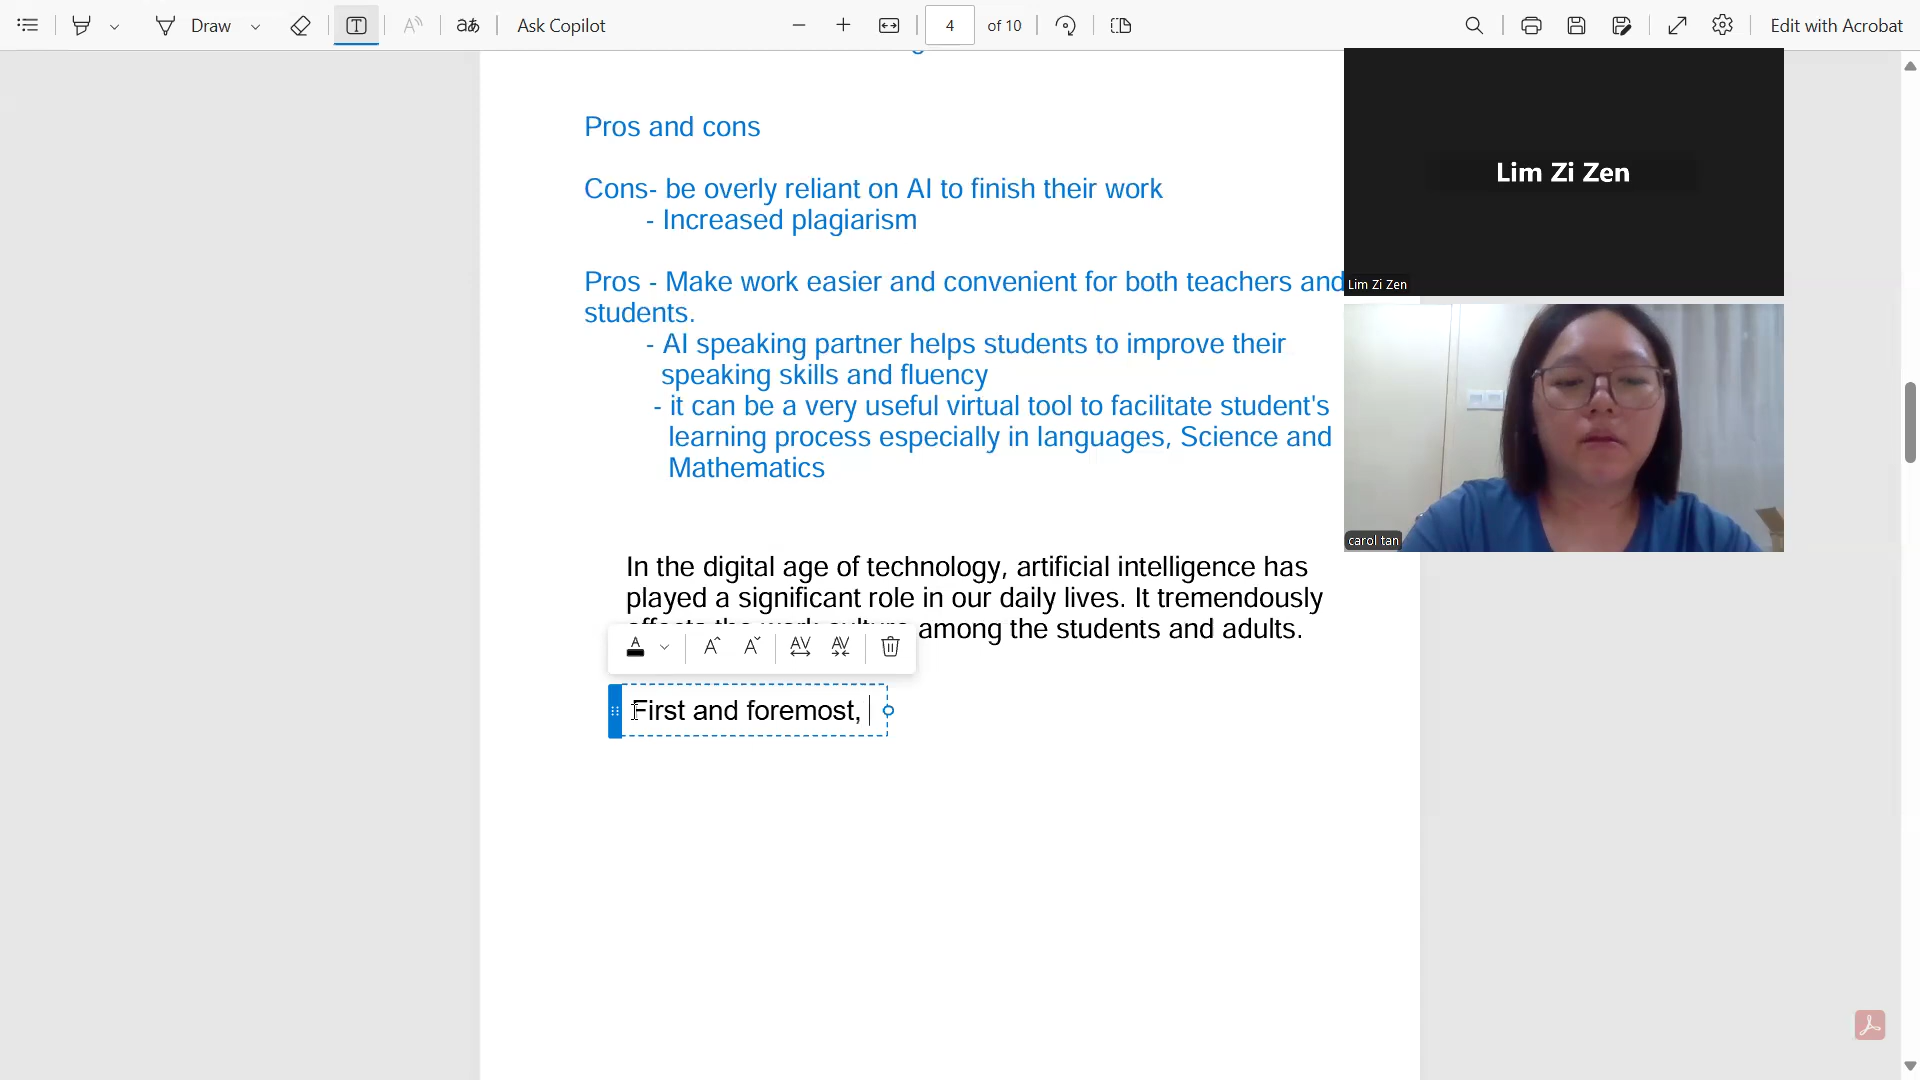 Draw
Ask Copilot
4 of 10
Edit with Acrobat
Pros and cons
Cons- be overly reliant on AI to finish their work
- Increased plagiarism
Pros - Make work easier and convenient for both teachers and
students.
- AI speaking partner helps students to improve their
speaking skills and fluency
- it can be a very useful virtual tool to facilitate student's
learning process especially in languages, Science and
Mathematics
In the digital age of technology, artificial intelligence has
played a significant role in our daily lives. It tremendously
among the students and adults.
First and foremost,
Lim Zi Zen
Lim Zi Zen
carol tan